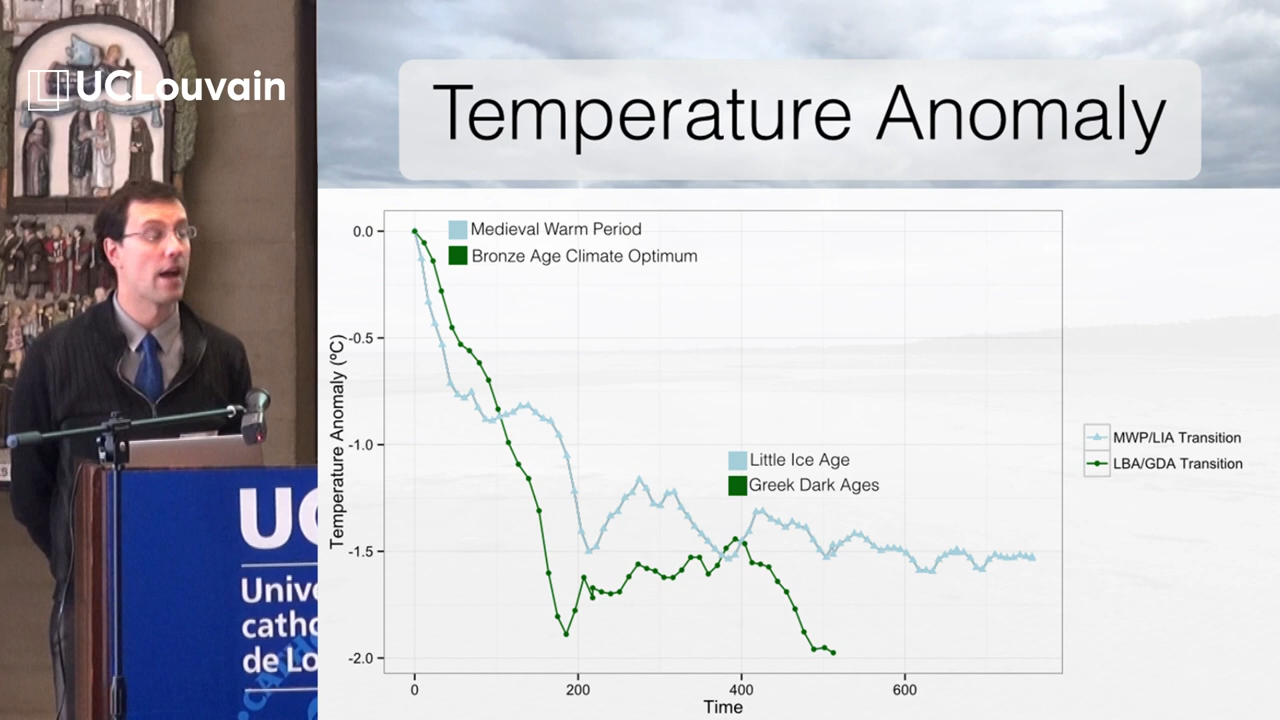 UCLouvain
Temperature Anomaly
Medieval Warm Period
Bronze Age Climate Optimum
Little Ice Age
Greek Dark Ages
0.0
-0.5
-1.0
-1.5
-2.0
Temperature Anomaly (ºC)
0
200
400
600
Time
MWP/LIA Transition
LBA/GDA Transition
UC
Unive
catho
de Lo